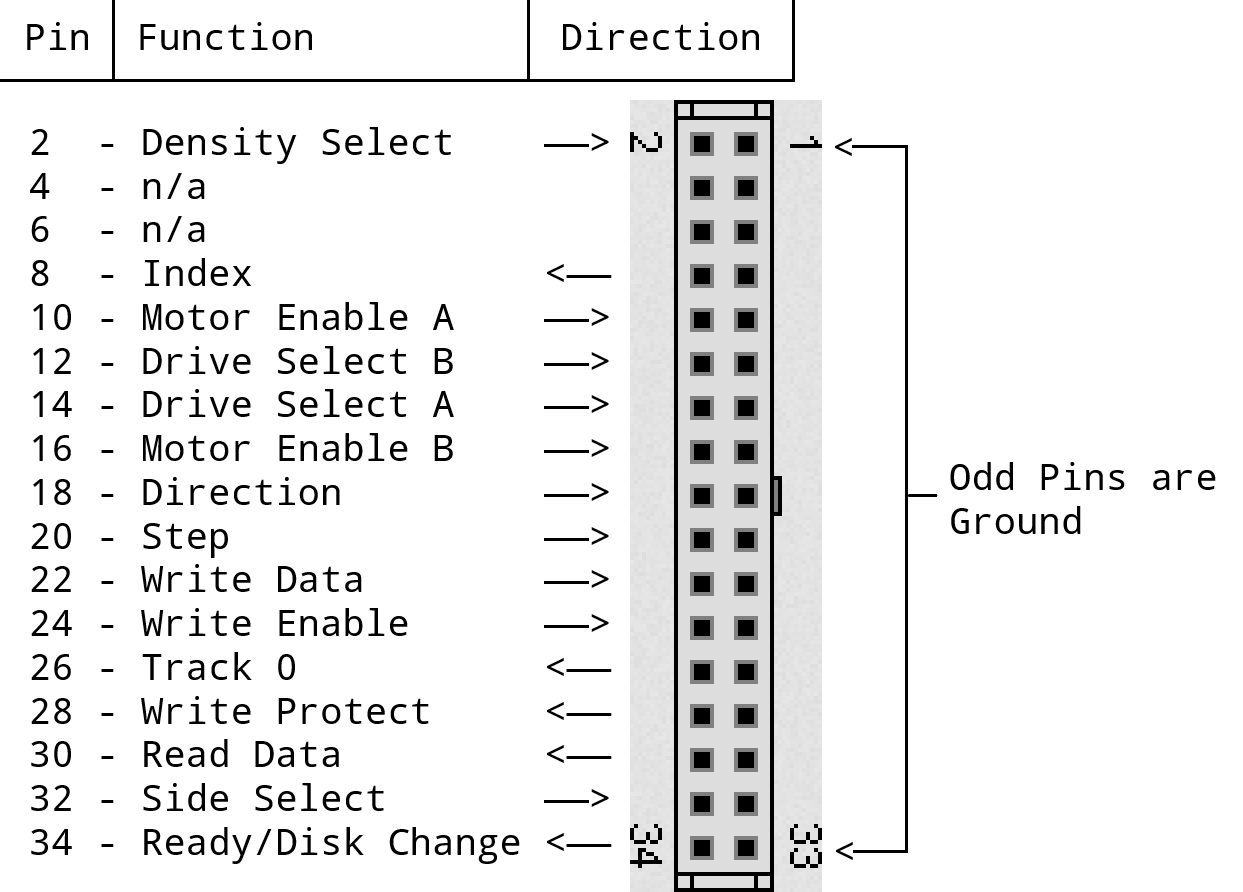 Pin Function Direction
2 - Density Select ——> 2 1 <——
4 - n/a
6 - n/a
8 - Index <——
10 - Motor Enable A ——>
12 - Drive Select B ——>
14 - Drive Select A ——>
16 - Motor Enable B ——>
18 - Direction ——>
20 - Step ——>
22 - Write Data ——>
24 - Write Enable ——>
26 - Track 0 <——
28 - Write Protect <——
30 - Read Data <——
32 - Side Select ——>
34 - Ready/Disk Change <—— 34 33 <——
Odd Pins are
Ground